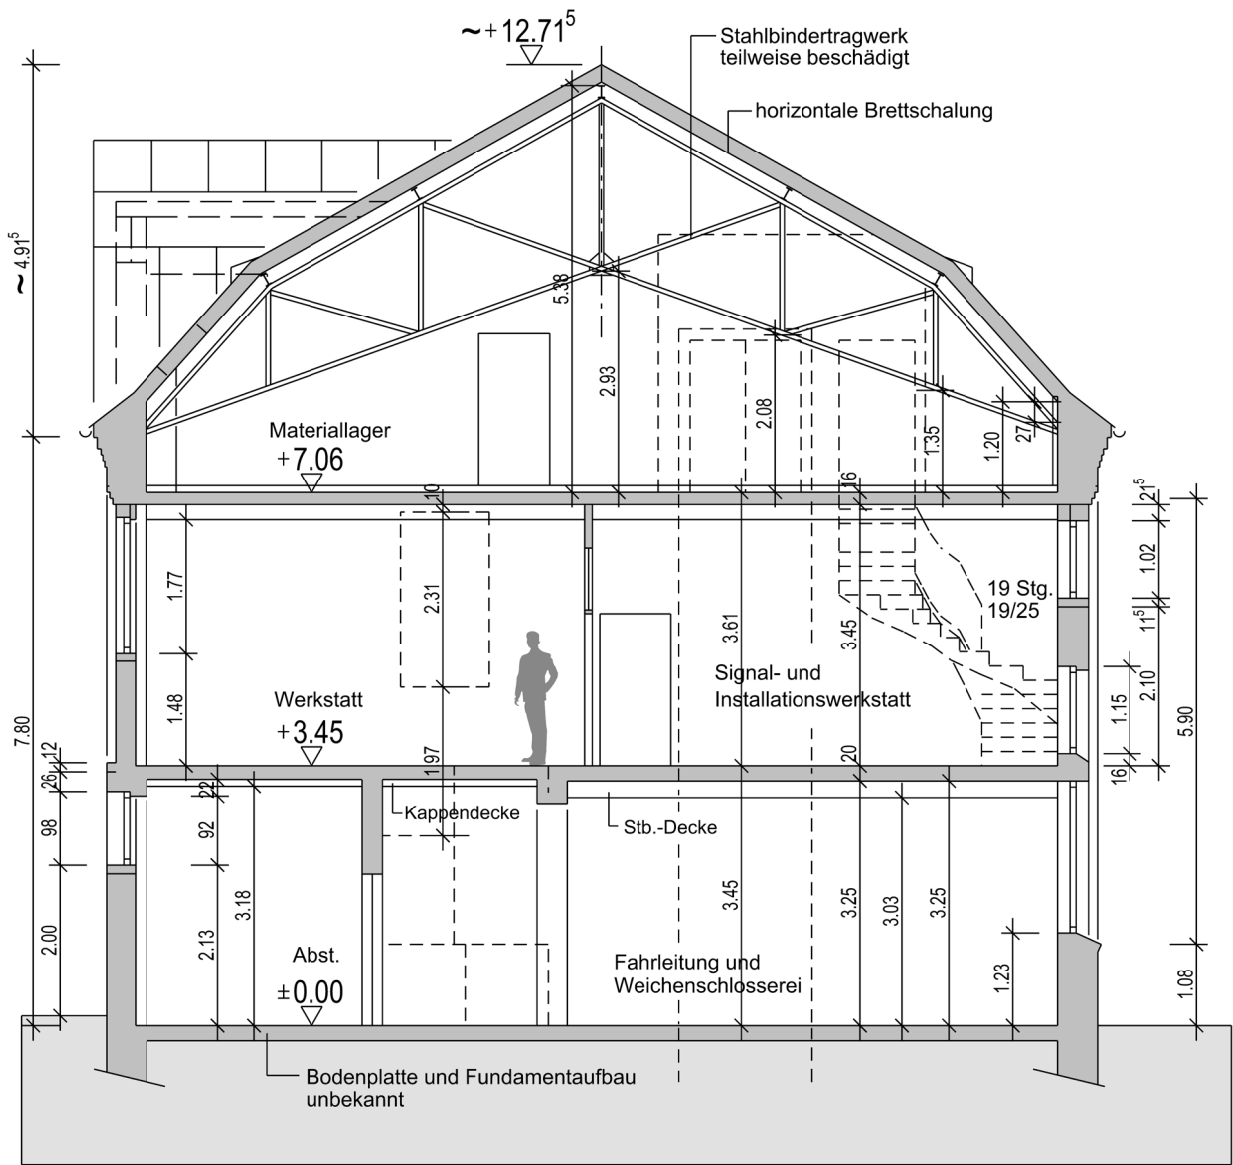 ~+12.71⁵
Stahlbindertragwerk
teilweise beschädigt
horizontale Brettschalung
~4.91⁵
5.38
2.93
2.08
1.35
1.20
27
Materiallager
+7.06
10
16
21⁵
1.77
2.31
3.61
3.45
19 Stg.
19/25
1.02
11⁵
Signal- und
Installationswerkstatt
Werkstatt
+3.45
1.48
1.97
20
1.15
2.10
5.90
16
7.80
12
26
98
2.00
22
92
2.13
3.18
Kappendecke
Stb.-Decke
3.45
3.25
3.03
3.25
1.23
1.08
Abst.
±0.00
Fahrleitung und
Weichenschlosserei
Bodenplatte und Fundamentaufbau
unbekannt